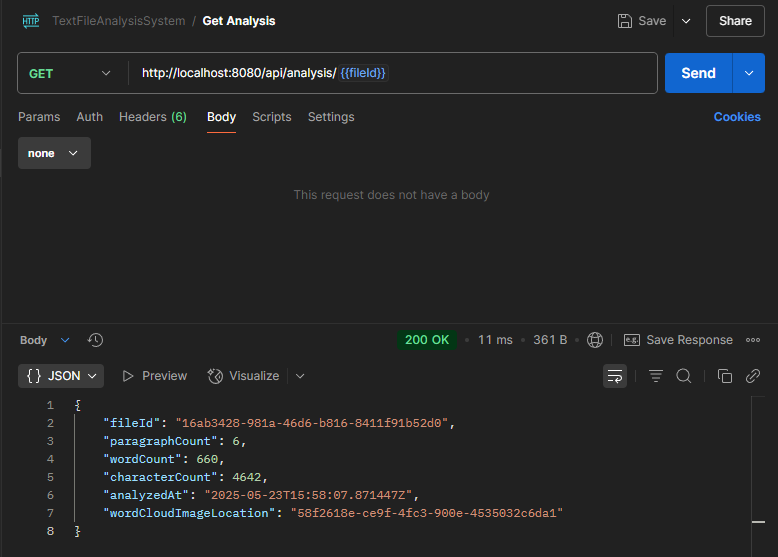 HTTP TextFileAnalysisSystem / Get Analysis Save Share
GET http://localhost:8080/api/analysis/ {{fileId}} Send
Params Auth Headers (6) Body Scripts Settings Cookies
none
This request does not have a body
Body 200 OK • 11 ms • 361 B e.g. Save Response
{} JSON Preview Visualize
1 {
2 "fileId": "16ab3428-981a-46d6-b816-8411f91b52d0",
3 "paragraphCount": 6,
4 "wordCount": 660,
5 "characterCount": 4642,
6 "analyzedAt": "2025-05-23T15:58:07.871447Z",
7 "wordCloudImageLocation": "58f2618e-ce9f-4fc3-900e-4535032c6da1"
8 }